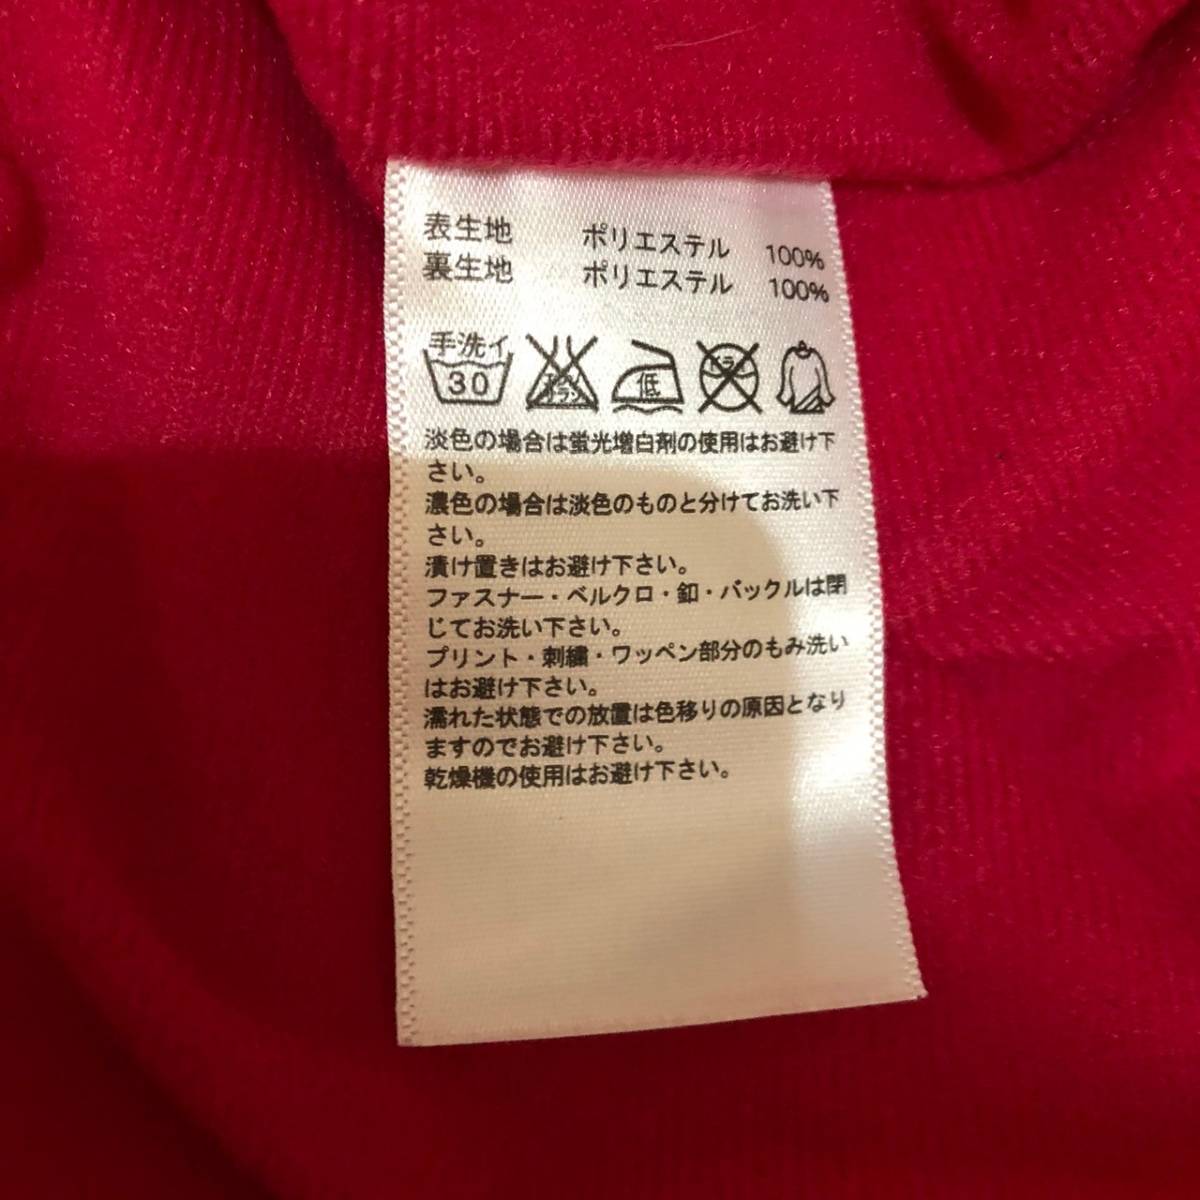 表生地 ポリエステル 100%
裏生地 ポリエステル 100%
手洗イ
30 低
淡色の場合は蛍光増白剤の使用はお避け下
さい。
濃色の場合は淡色のものと分けてお洗い下
さい。
漬け置きはお避け下さい。
ファスナー・ベルクロ・釦・バックルは閉
じてお洗い下さい。
プリント・刺繍・ワッペン部分のもみ洗い
はお避け下さい。
濡れた状態での放置は色移りの原因となり
ますのでお避け下さい。
乾燥機の使用はお避け下さい。